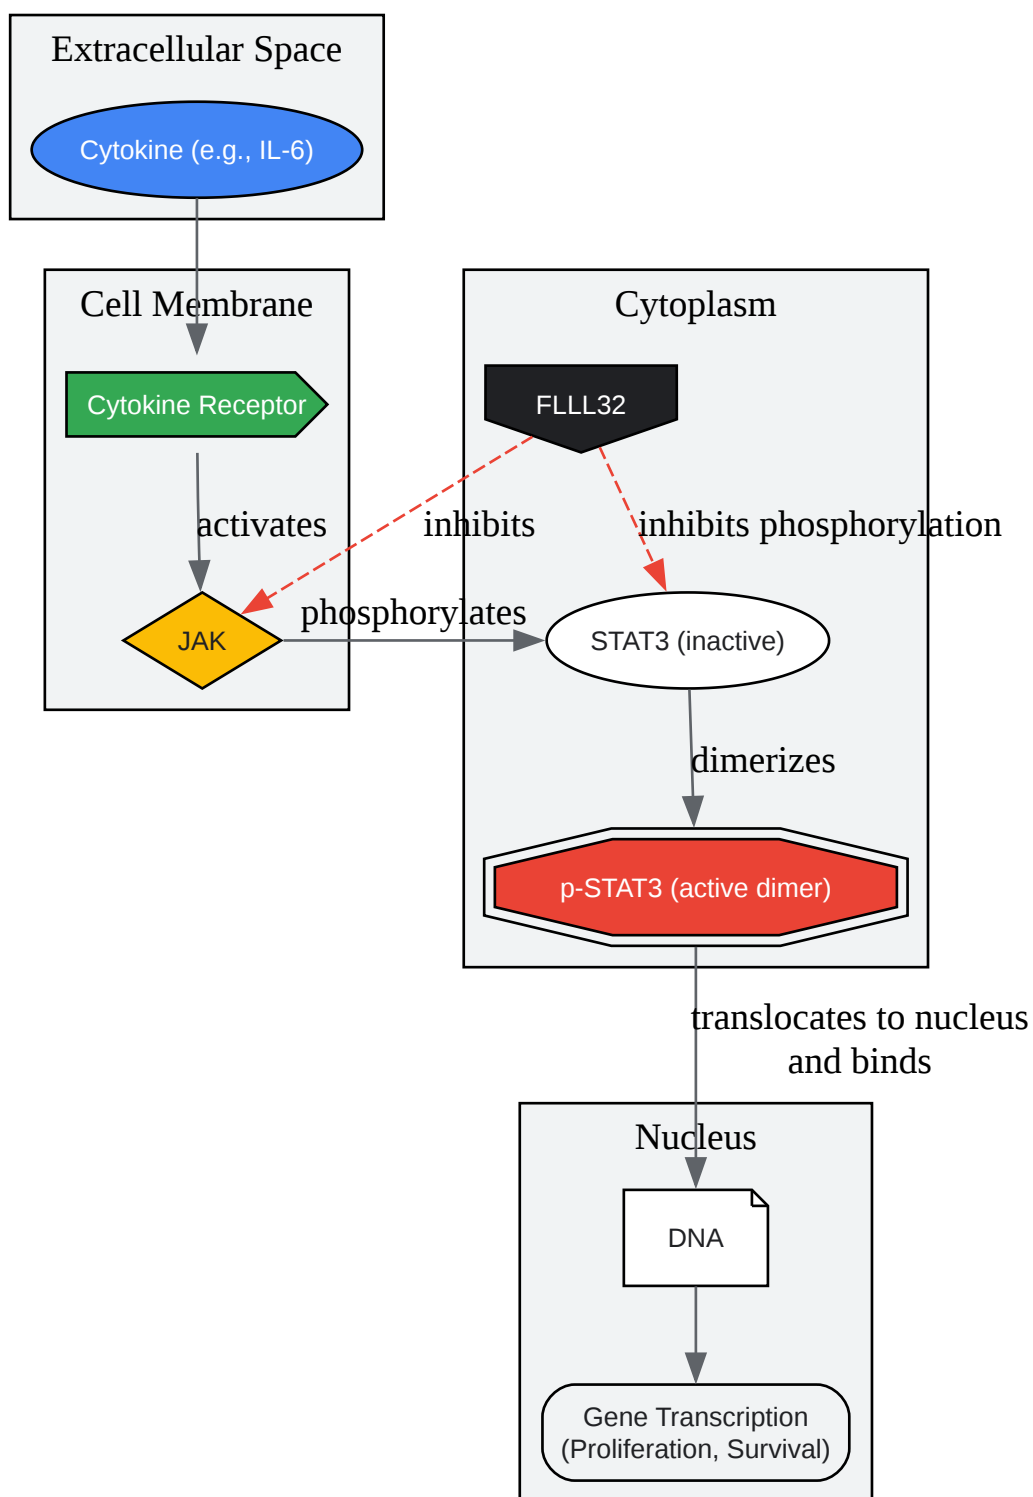 Extracellular Space
Cytokine (e.g., IL-6)
Cell Membrane
Cytoplasm
Cytokine Receptor
FLLL32
activates
inhibits
inhibits phosphorylation
phosphorylates
JAK
STAT3 (inactive)
dimerizes
p-STAT3 (active dimer)
translocates to nucleus
and binds
Nucleus
DNA
Gene Transcription
(Proliferation, Survival)